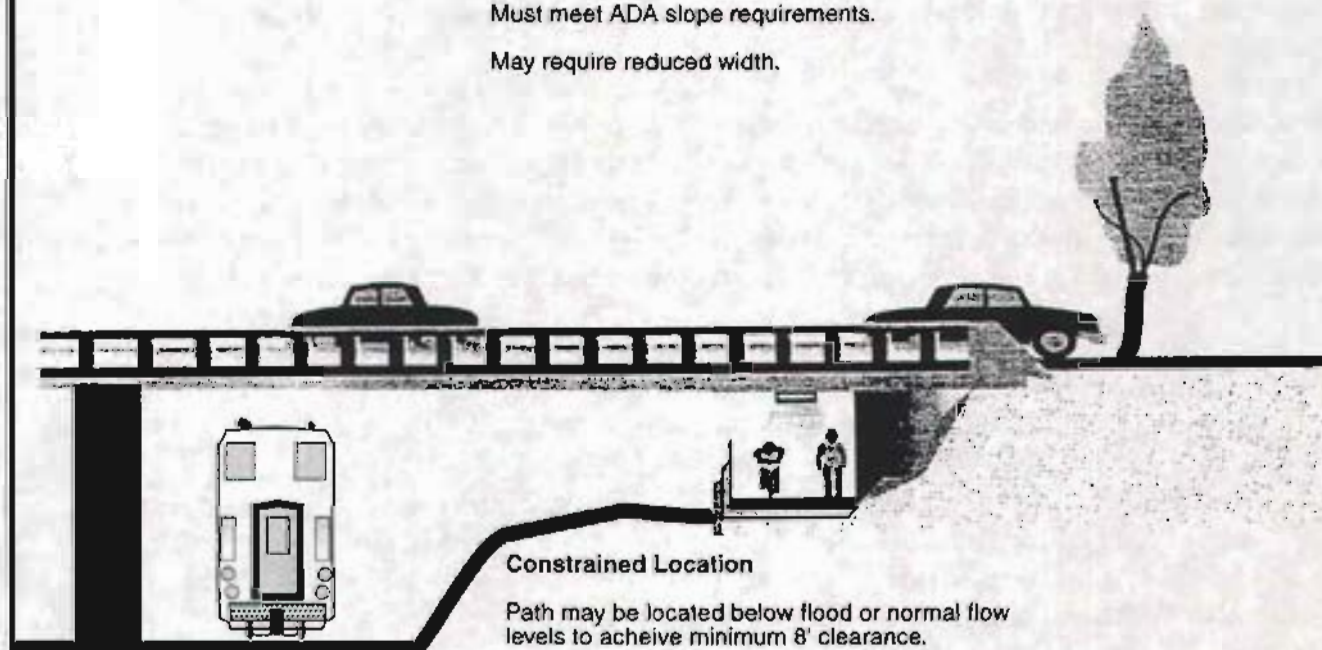 Must meet ADA slope requirements.
May require reduced width.
Constrained Location
Path may be located below flood or normal flow
levels to acheive minimum 8' clearance.